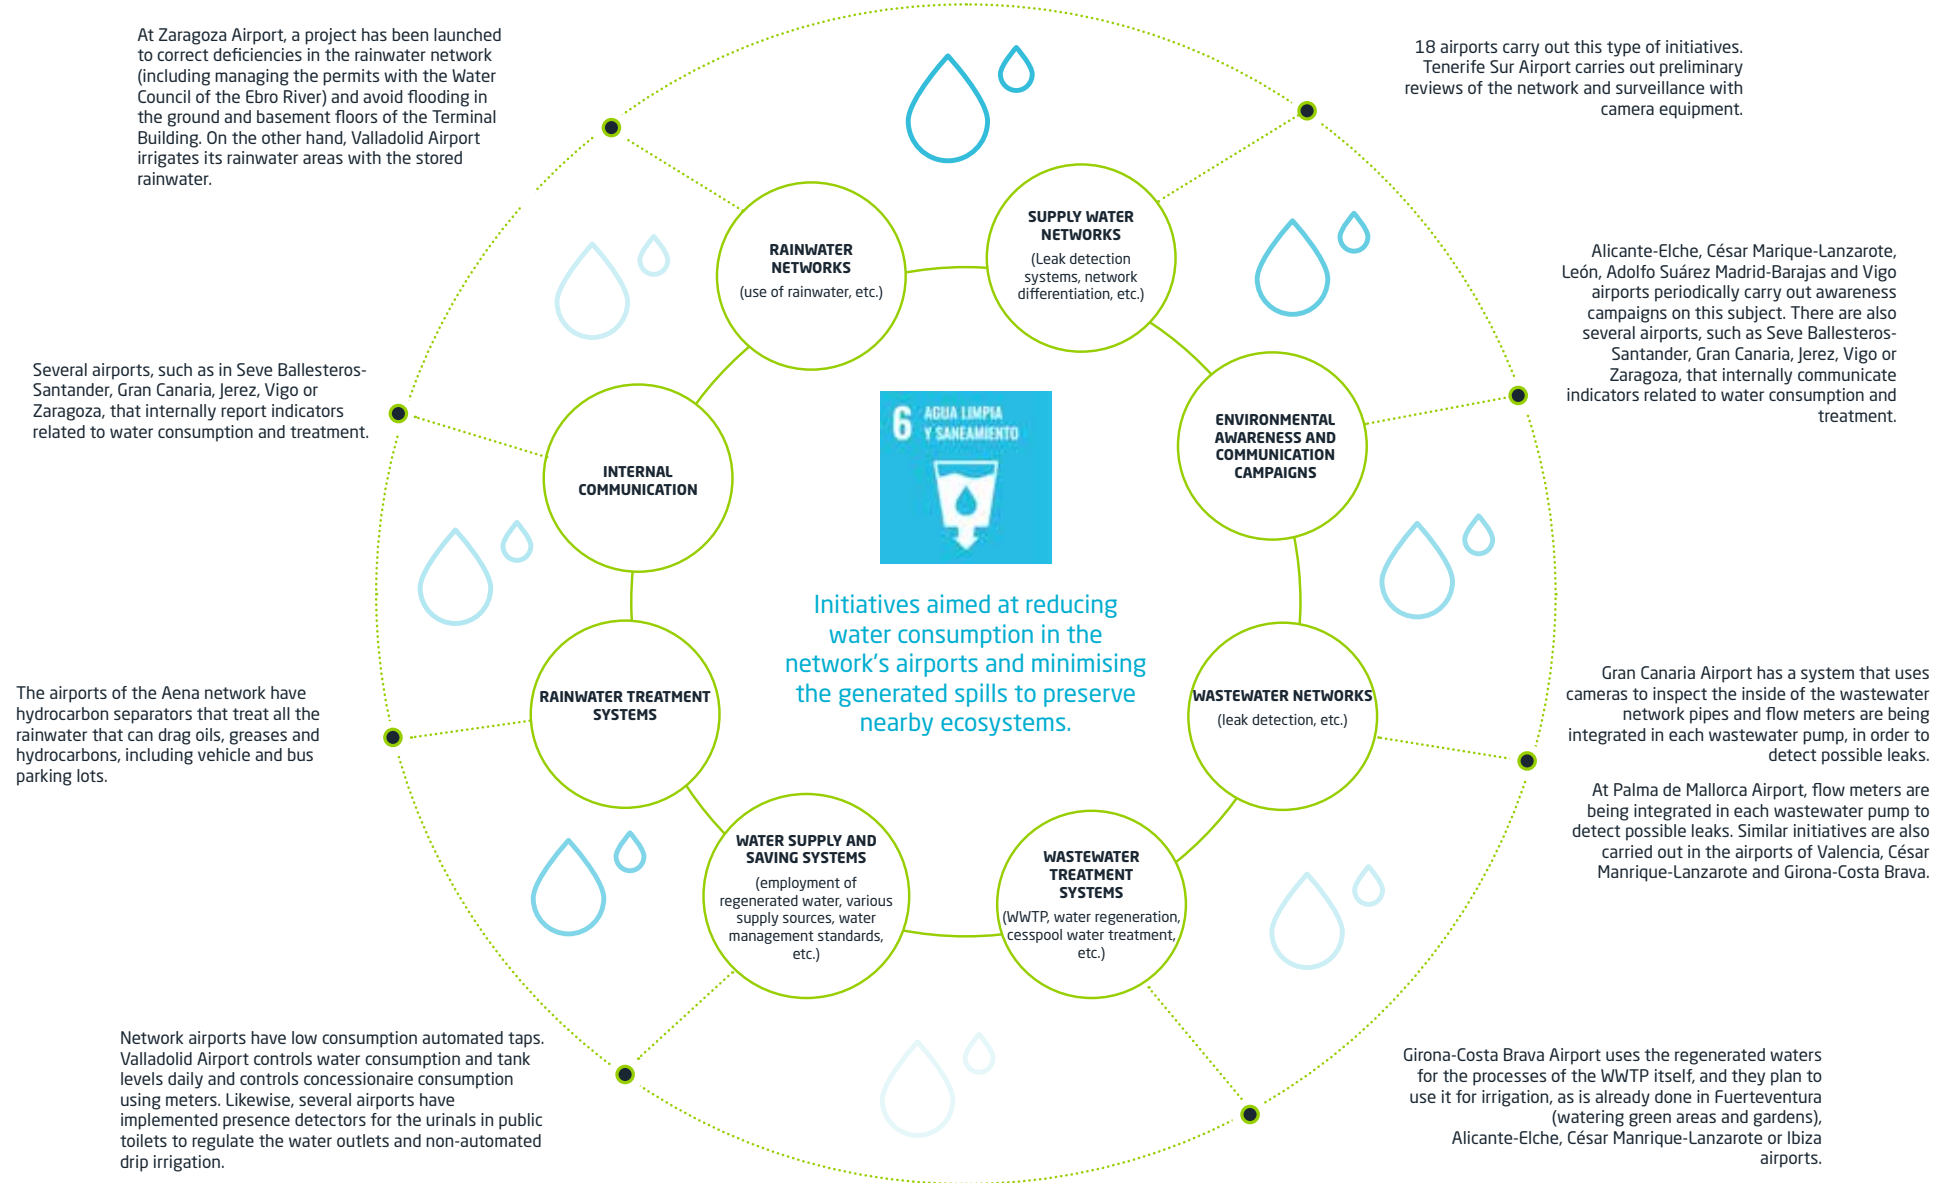 At Zaragoza Airport, a project has been launched
to correct deficiencies in the rainwater network
(including managing the permits with the Water
Council of the Ebro River) and avoid flooding in
the ground and basement floors of the Terminal
Building. On the other hand, Valladolid Airport
irrigates its rainwater areas with the stored
rainwater.
18 airports carry out this type of initiatives.
Tenerife Sur Airport carries out preliminary
reviews of the network and surveillance with
camera equipment.
RAINWATER
NETWORKS
(use of rainwater, etc.)
SUPPLY WATER
NETWORKS
(Leak detection
systems, network
differentiation, etc.)
Alicante-Elche, César Marique-Lanzarote,
León, Adolfo Suárez Madrid-Barajas and Vigo
airports periodically carry out awareness
campaigns on this subject. There are also
several airports, such as Seve Ballesteros-
Santander, Gran Canaria, Jerez, Vigo or
Zaragoza, that internally communicate
indicators related to water consumption and
treatment.
Several airports, such as in Seve Ballesteros-
Santander, Gran Canaria, Jerez, Vigo or
Zaragoza, that internally report indicators
related to water consumption and treatment.
INTERNAL
COMMUNICATION
6 AGUA LIMPIA
Y SANEAMIENTO
ENVIRONMENTAL
AWARENESS AND
COMMUNICATION
CAMPAIGNS
Initiatives aimed at reducing
water consumption in the
network's airports and minimising
the generated spills to preserve
nearby ecosystems.
The airports of the Aena network have
hydrocarbon separators that treat all the
rainwater that can drag oils, greases and
hydrocarbons, including vehicle and bus
parking lots.
RAINWATER TREATMENT
SYSTEMS
WASTEWATER NETWORKS
(leak detection, etc.)
Gran Canaria Airport has a system that uses
cameras to inspect the inside of the wastewater
network pipes and flow meters are being
integrated in each wastewater pump, in order to
detect possible leaks.
At Palma de Mallorca Airport, flow meters are
being integrated in each wastewater pump to
detect possible leaks. Similar initiatives are also
carried out in the airports of Valencia, César
Manrique-Lanzarote and Girona-Costa Brava.
WATER SUPPLY AND
SAVING SYSTEMS
(employment of
regenerated water, various
supply sources, water
management standards,
etc.)
WASTEWATER
TREATMENT
SYSTEMS
(WWTP, water regeneration,
cesspool water treatment,
etc.)
Network airports have low consumption automated taps.
Valladolid Airport controls water consumption and tank
levels daily and controls concessionaire consumption
using meters. Likewise, several airports have
implemented presence detectors for the urinals in public
toilets to regulate the water outlets and non-automated
drip irrigation.
Girona-Costa Brava Airport uses the regenerated waters
for the processes of the WWTP itself, and they plan to
use it for irrigation, as is already done in Fuerteventura
(watering green areas and gardens),
Alicante-Elche, César Manrique-Lanzarote or Ibiza
airports.